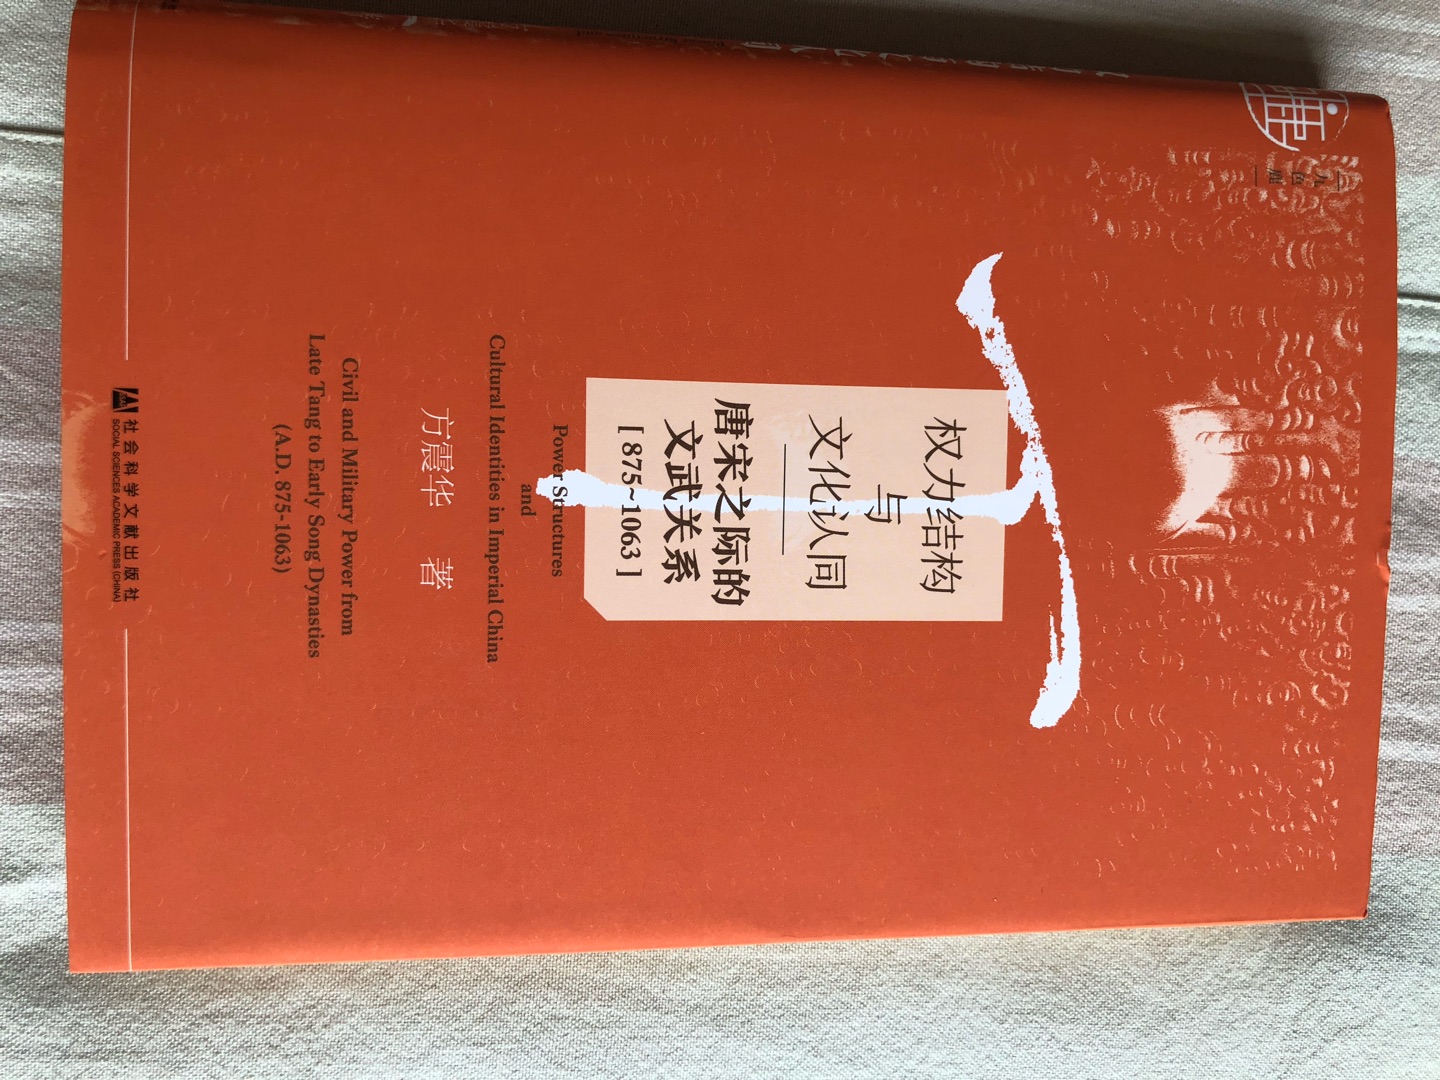 九色鹿
权力结构
与
文化认同
唐宋之际的
文武关系
[875~1063]
Power Structures
and
Cultural Identities in Imperial China
方震华 著
Civil and Military Power from
Late Tang to Early Song Dynasties
(A.D. 875-1063)
社会科学文献出版社
SOCIAL SCIENCES ACADEMIC PRESS (CHINA)